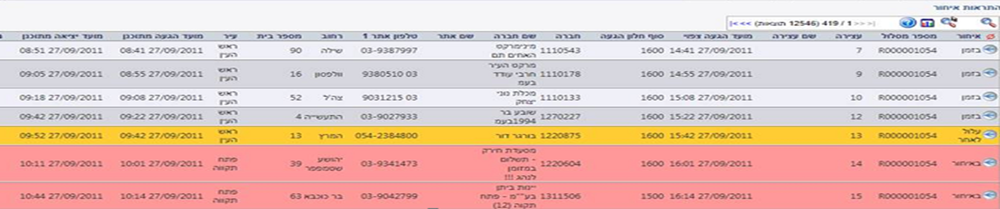 התראות איחור
|< << 1 / 419 (12546 תוצאות) >>> |
איחור מספר מסלול עצירה שם עצירה מועד הגעה צפוי סוף חלון הגעה חברה שם חברה שם אתר טלפון אתר 1 רחוב מספר בית עיר מועד הגעה מתוכנן מועד יציאה מתוכנן
בזמן R000001054 7 27/09/2011 14:41 1600 1110543 מינימרקט האחים תם 03-9387997 שילה 90 ראש העין 27/09/2011 08:41 27/09/2011 08:51
בזמן R000001054 9 27/09/2011 14:55 1600 1110178 מרקט העיר חרבי עודד בעמ 9380510 03 וולפסון 16 ראש העין 27/09/2011 08:55 27/09/2011 09:05
בזמן R000001054 10 27/09/2011 15:08 1600 1110133 מכלת נוני יצחק 9031215 03 צה'ל 52 ראש העין 27/09/2011 09:08 27/09/2011 09:18
בזמן R000001054 12 27/09/2011 15:22 1600 1270227 שובע בר 1994בעמ 03-9027933 התעשייה 4 ראש העין 27/09/2011 09:22 27/09/2011 09:42
עלול לאחר R000001054 13 27/09/2011 15:42 1600 1220875 בורגר דור 054-2384800 המרץ 13 ראש העין 27/09/2011 09:42 27/09/2011 09:52
באיחור R000001054 14 27/09/2011 16:01 1600 1220604 מסעדת חירק - תשלום במזומן לנהג !!! 03-9341473 יהושע שטמפפר 39 פתח תקווה 27/09/2011 10:01 27/09/2011 10:11
באיחור R000001054 15 27/09/2011 16:14 1500 1311506 יינות ביתן בע""מ - פתח תקוה (12) 03-9042799 בר כוכבא 63 פתח תקווה 27/09/2011 10:14 27/09/2011 10:44